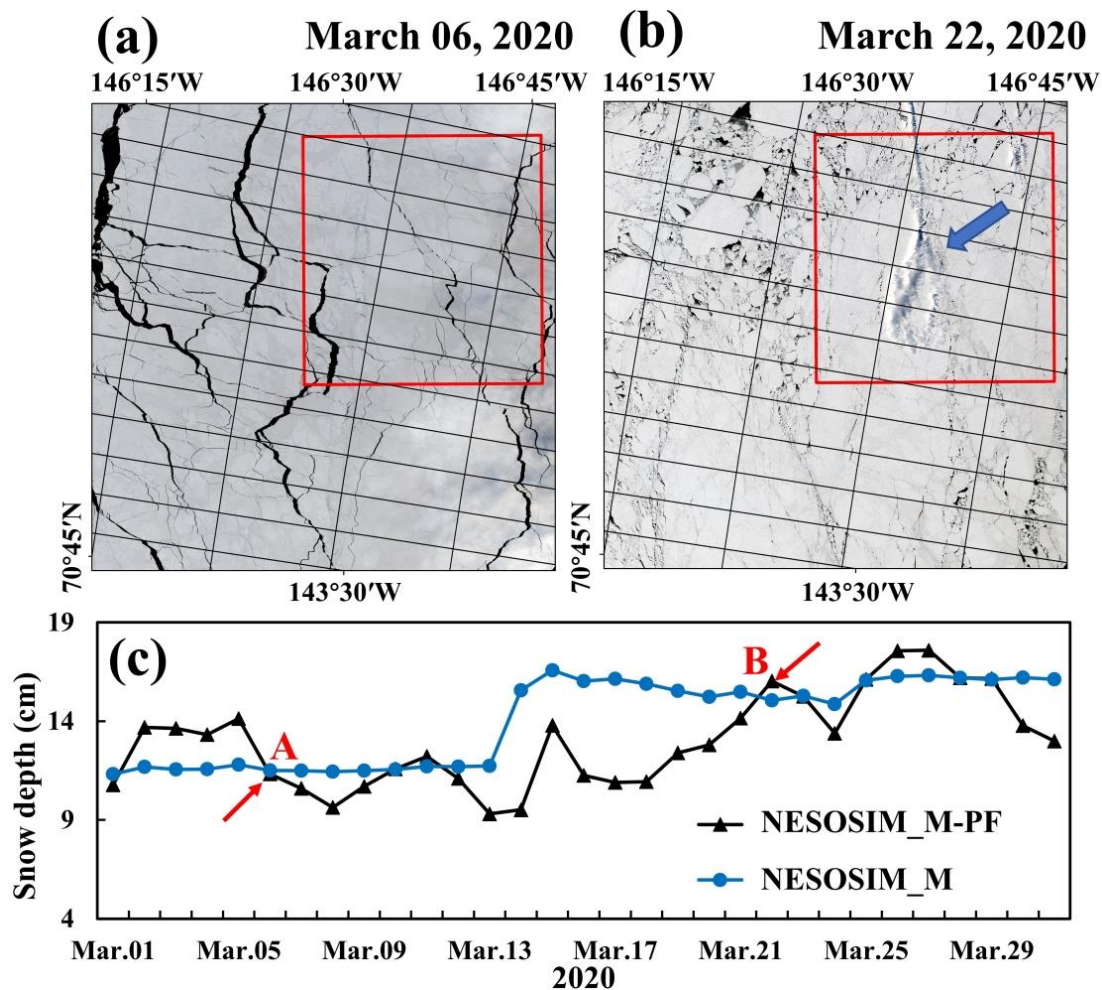 (a) March 06, 2020
146°15′W 146°30′W 146°45′W
70°45′N
143°30′W
(b) March 22, 2020
146°15′W 146°30′W 146°45′W
70°45′N
143°30′W
(c)
Snow depth (cm)
19
14
9
4
A
B
NESOSIM_M-PF
NESOSIM_M
Mar.01 Mar.05 Mar.09 Mar.13 Mar.17 Mar.21 Mar.25 Mar.29
2020